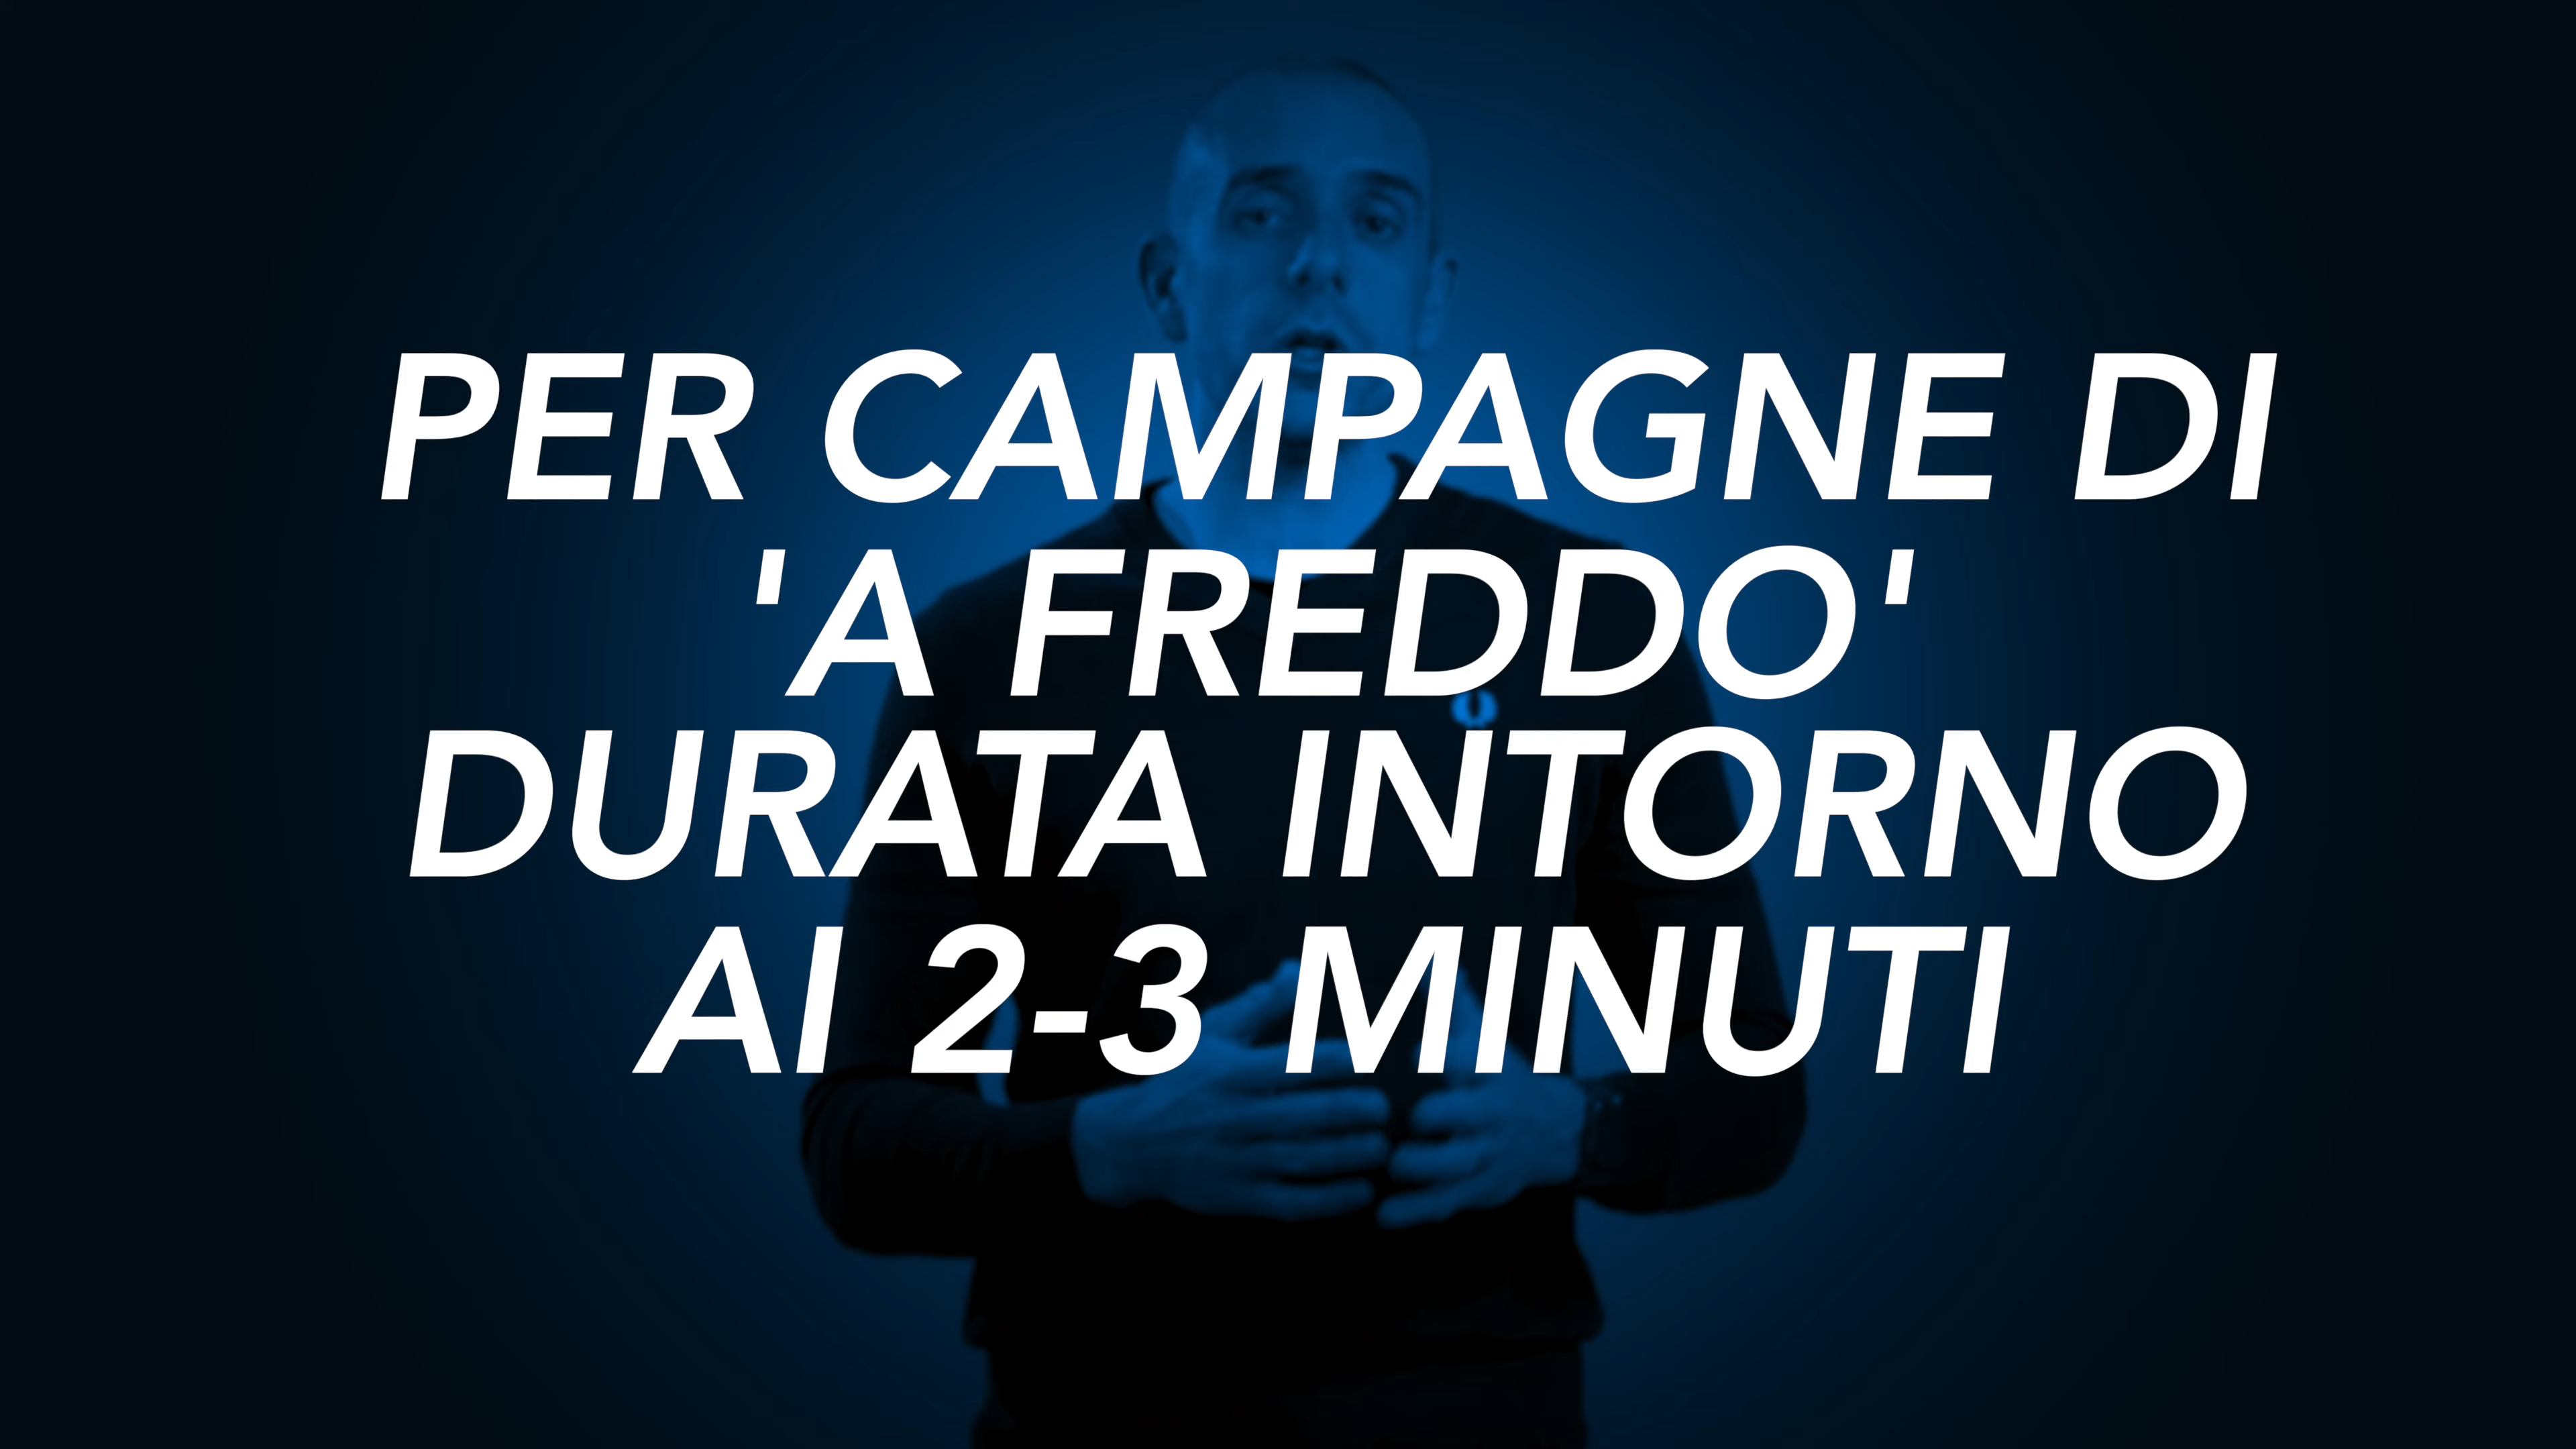 PER CAMPAGNE DI
'A FREDDO'
DURATA INTORNO
AI 2-3 MINUTI